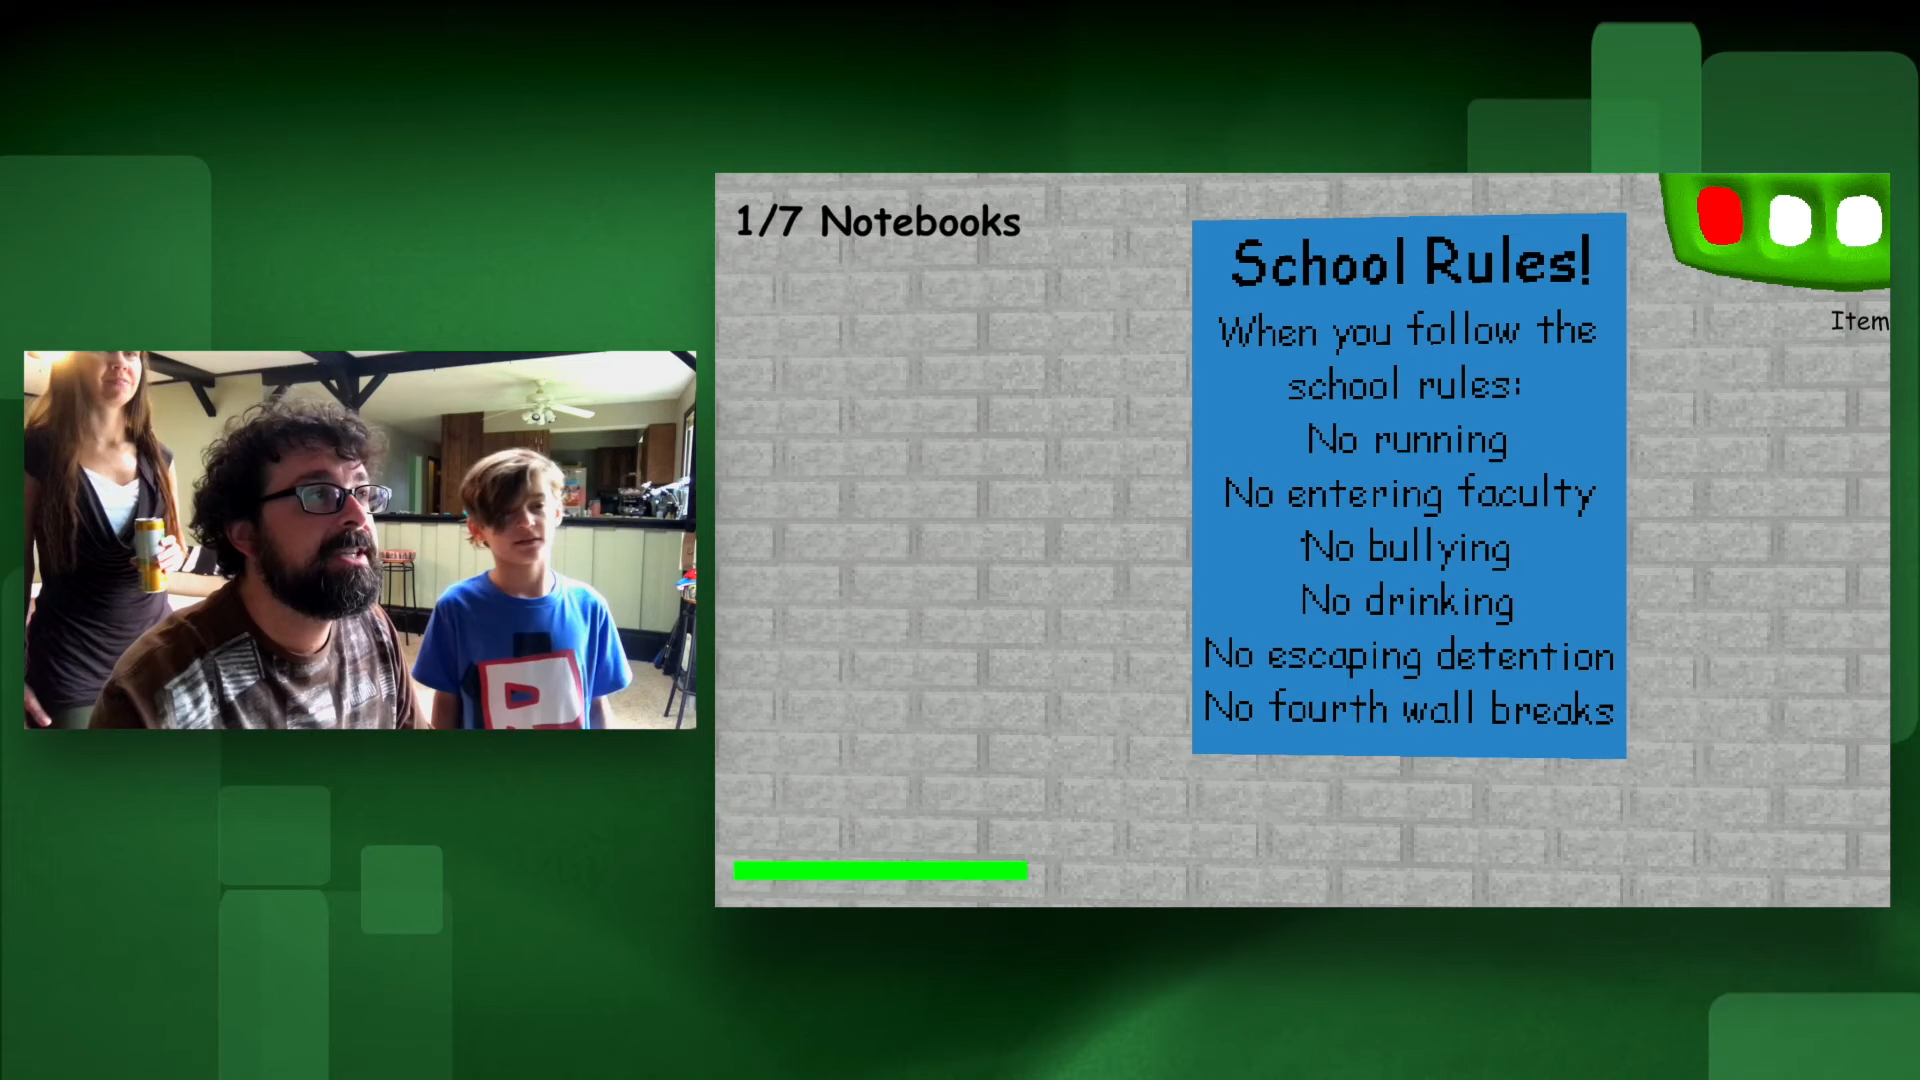 1/7 Notebooks
School Rules!
When you follow the
school rules:
No running
No entering faculty
No bullying
No drinking
No escaping detention
No fourth wall breaks
Item